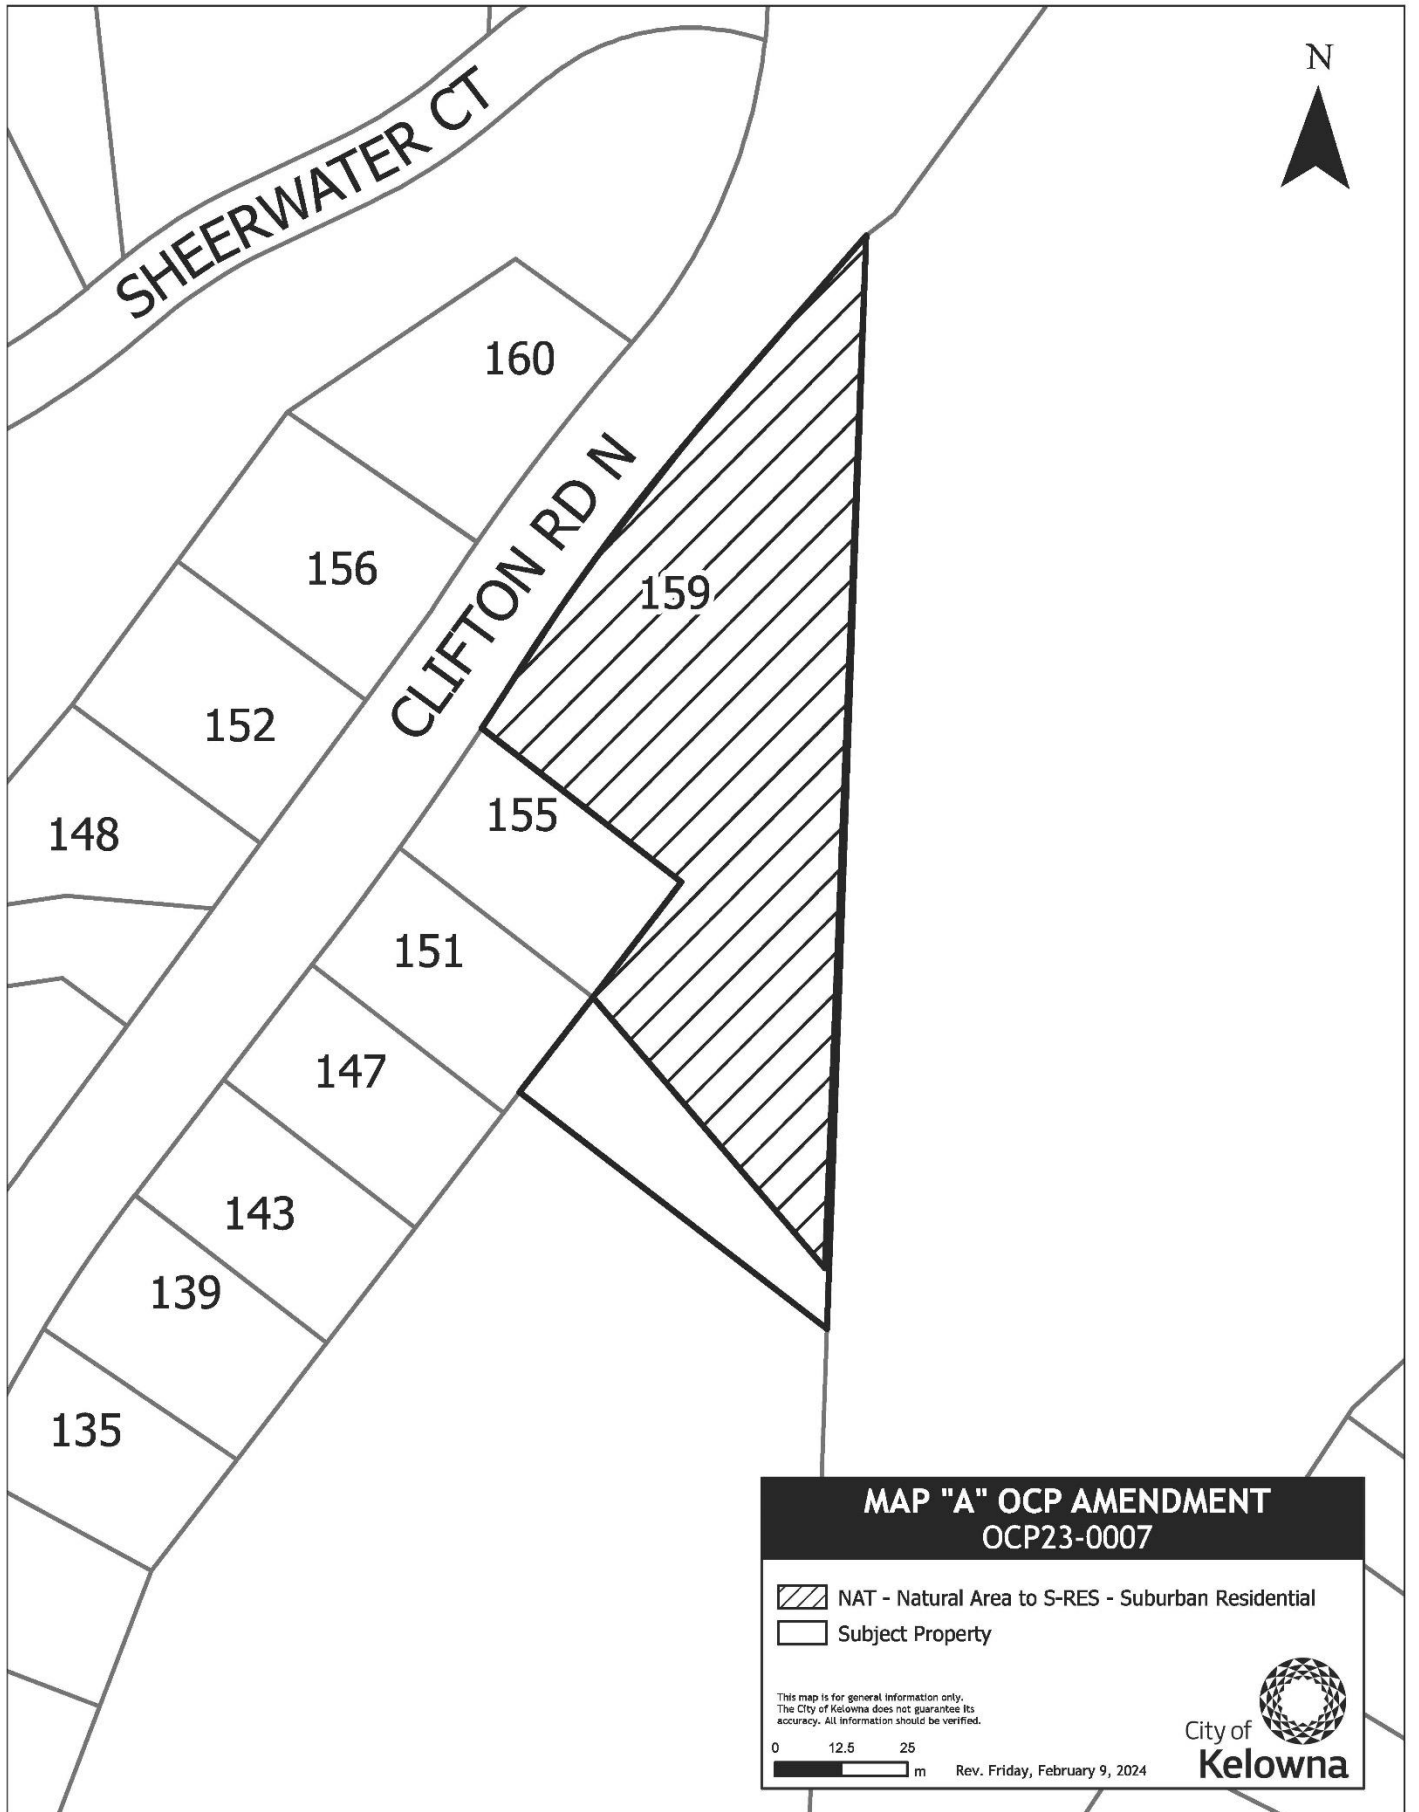 N
SHEERWATER CT
160
CLIFTON RD N
156
159
152
155
148
151
147
143
139
135
MAP "A" OCP AMENDMENT
OCP23-0007
NAT - Natural Area to S-RES - Suburban Residential
Subject Property
This map is for general information only.
The City of Kelowna does not guarantee its
accuracy. All information should be verified.
0 12.5 25
m
Rev. Friday, February 9, 2024
City of
Kelowna